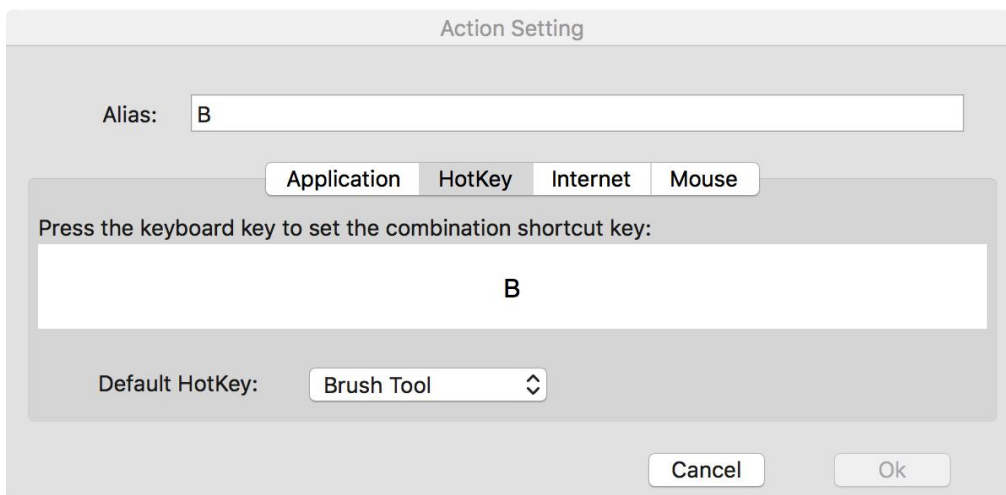 Action Setting
Alias: B
Application HotKey Internet Mouse
Press the keyboard key to set the combination shortcut key:
B
Default HotKey: Brush Tool
Cancel Ok